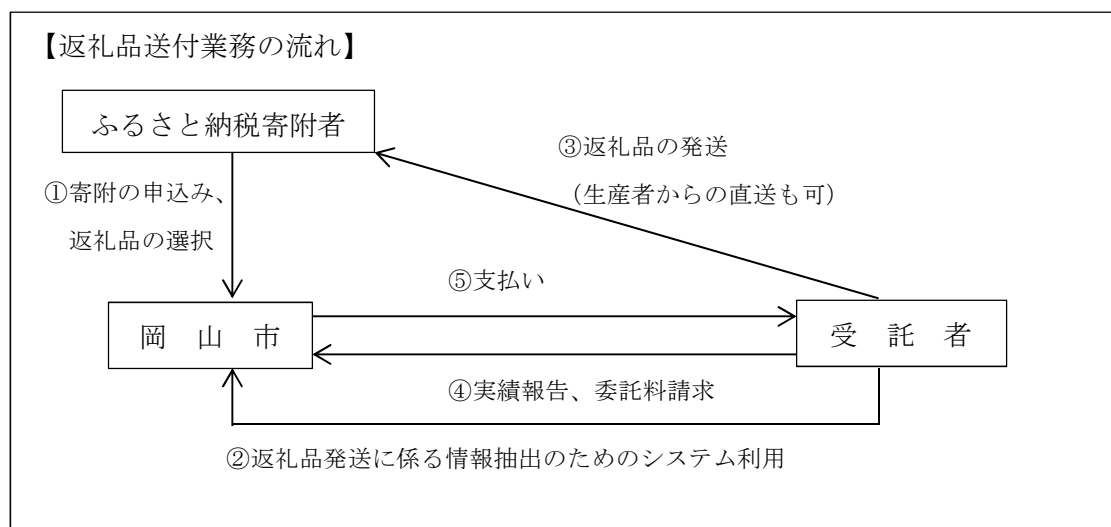 【返礼品送付業務の流れ】
ふるさと納税寄附者
③返礼品の発送
(生産者からの直送も可)
①寄附の申込み、
返礼品の選択
⑤支払い
岡　山　市
受　託　者
④実績報告、委託料請求
②返礼品発送に係る情報抽出のためのシステム利用